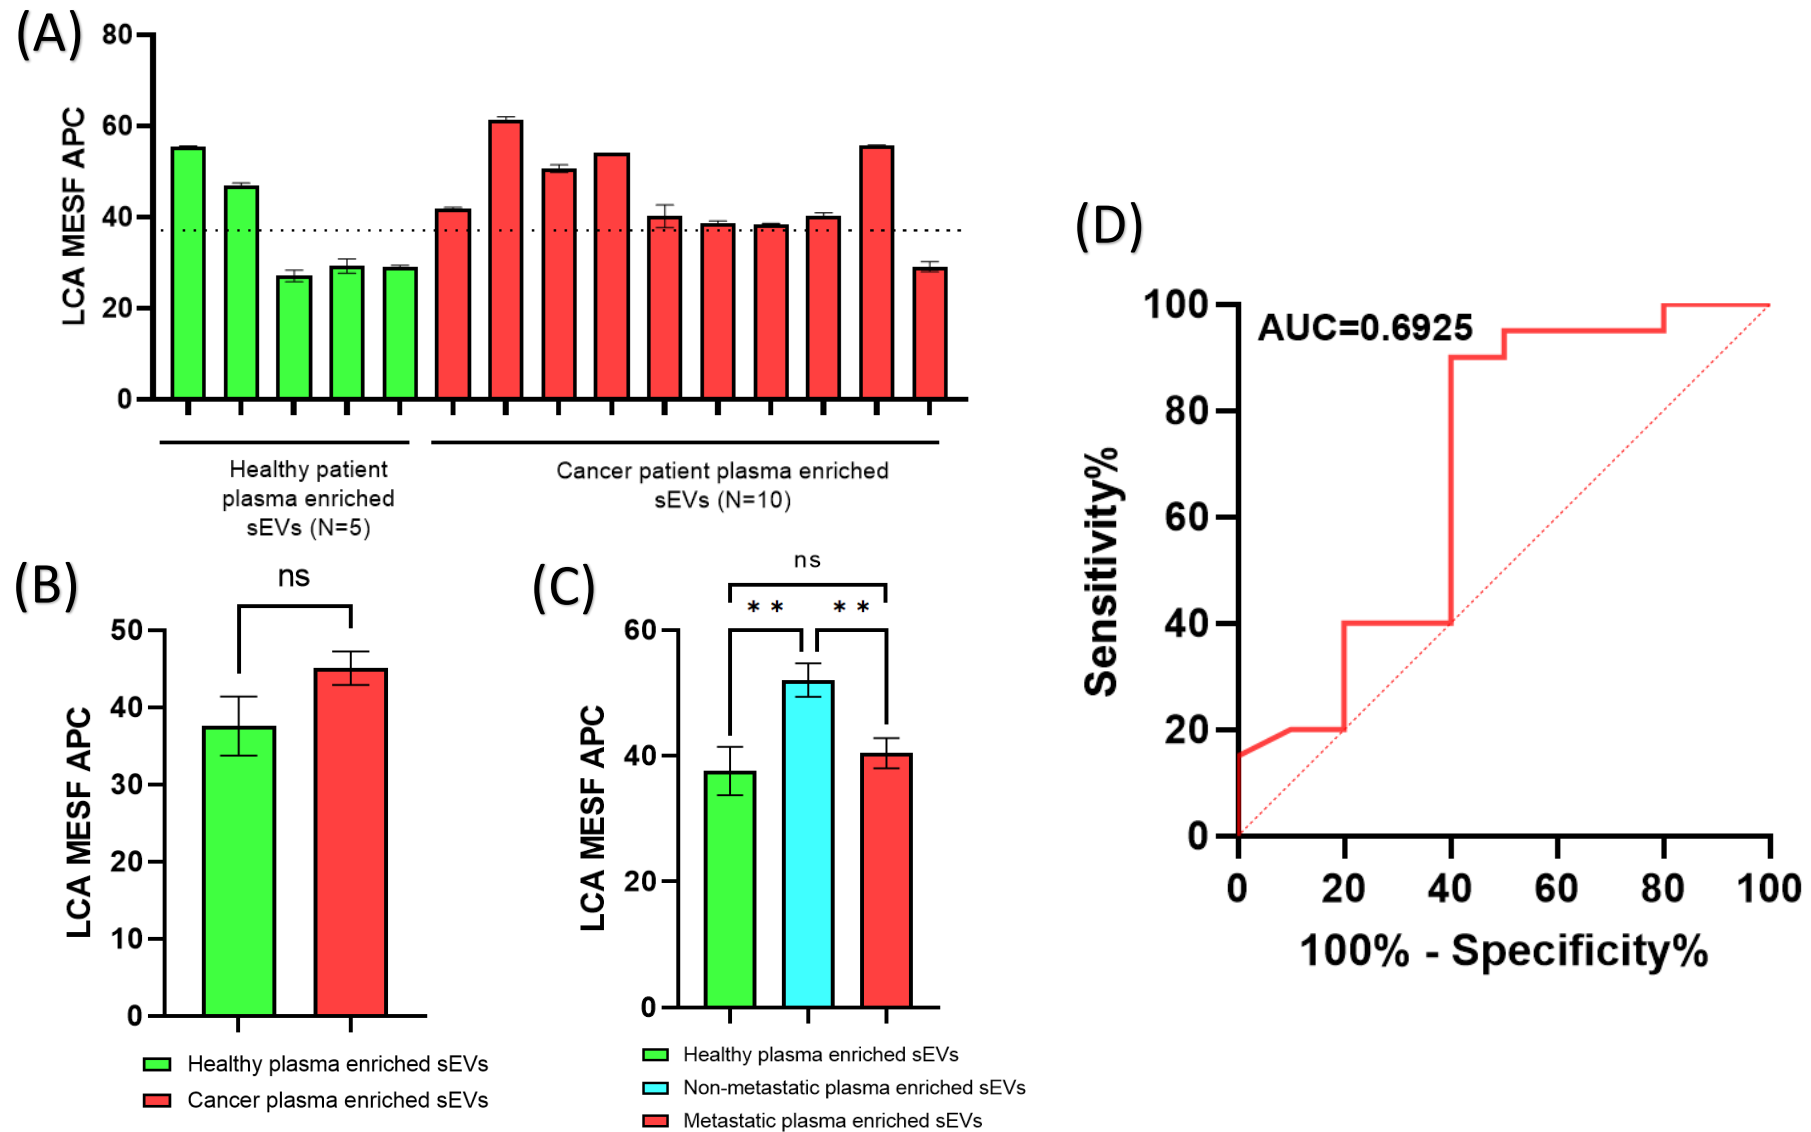 (A)
LCA MESF APC
80
60
40
20
0
Healthy patient
plasma enriched
sEVs (N=5)
Cancer patient plasma enriched
sEVs (N=10)
(B)
ns
LCA MESF APC
50
40
30
20
10
0
Healthy plasma enriched sEVs
Cancer plasma enriched sEVs
(C)
ns
** **
LCA MESF APC
60
40
20
0
Healthy plasma enriched sEVs
Non-metastatic plasma enriched sEVs
Metastatic plasma enriched sEVs
(D)
AUC=0.6925
Sensitivity%
100
80
60
40
20
0
0 20 40 60 80 100
100% - Specificity%